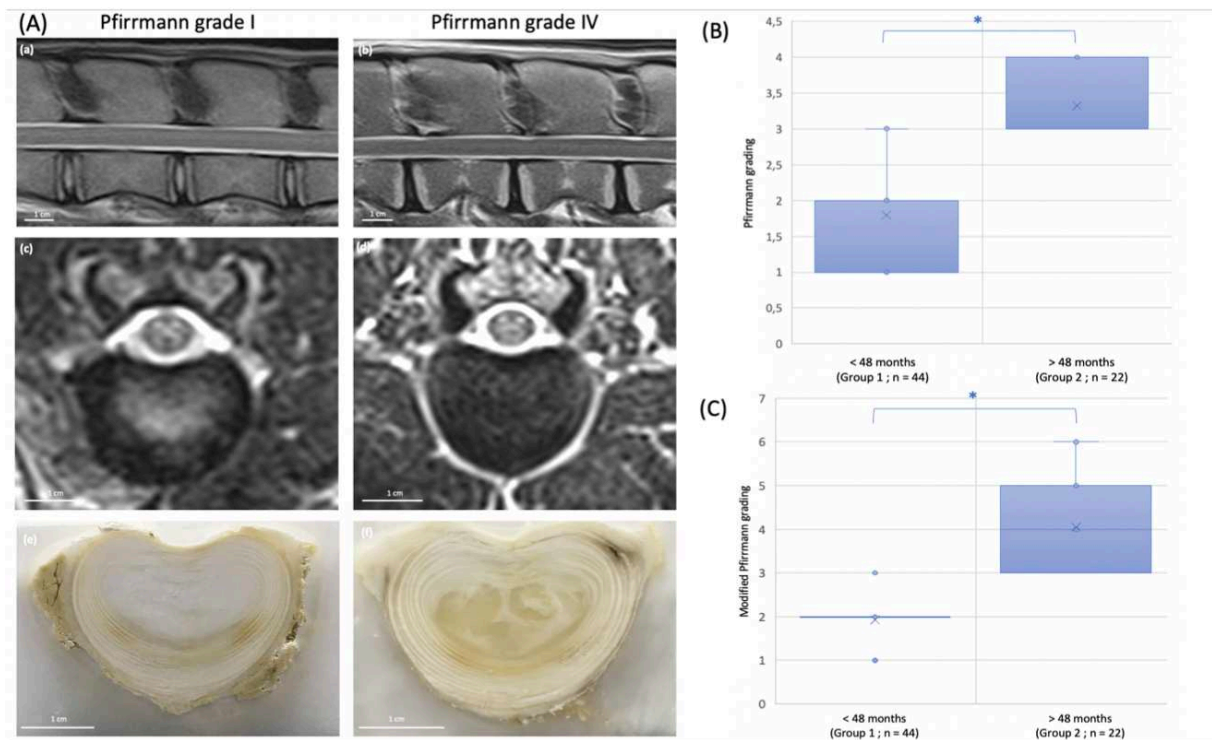 (A)
Pfirrmann grade I
Pfirrmann grade IV
(a)
1 cm
(b)
1 cm
(c)
1 cm
(d)
1 cm
(e)
1 cm
(f)
1 cm
(B)
*
Pfirrmann grading
4,5
4
3,5
3
2,5
2
1,5
1
0,5
0
< 48 months
(Group 1 ; n = 44)
> 48 months
(Group 2 ; n = 22)
(C)
*
Modified Pfirrmann grading
7
6
5
4
3
2
1
0
< 48 months
(Group 1 ; n = 44)
> 48 months
(Group 2 ; n = 22)